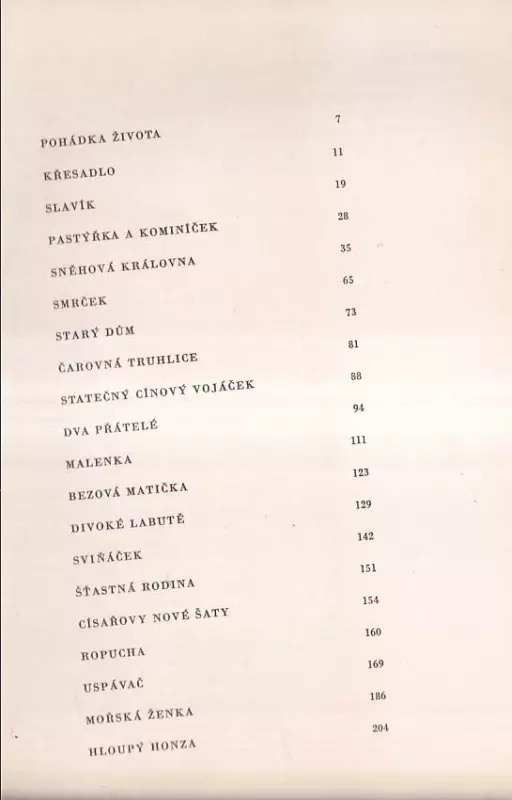 POHÁDKA ŽIVOTA 7
KŘESADLO 11
SLAVÍK 19
PASTÝŘKA A KOMINÍČEK 28
SNĚHOVÁ KRÁLOVNA 35
SMRČEK 65
STARÝ DŮM 73
ČAROVNÁ TRUHLICE 81
STATEČNÝ CÍNOVÝ VOJÁČEK 88
DVA PŘÁTELÉ 94
MALENKA 111
BEZOVÁ MATIČKA 123
DIVOKÉ LABUTĚ 129
SVIŇÁČEK 142
ŠŤASTNÁ RODINA 151
CÍSAŘOVY NOVÉ ŠATY 154
ROPUCHA 160
USPÁVAČ 169
MOŘSKÁ ŽENKA 186
HLOUPÝ HONZA 204